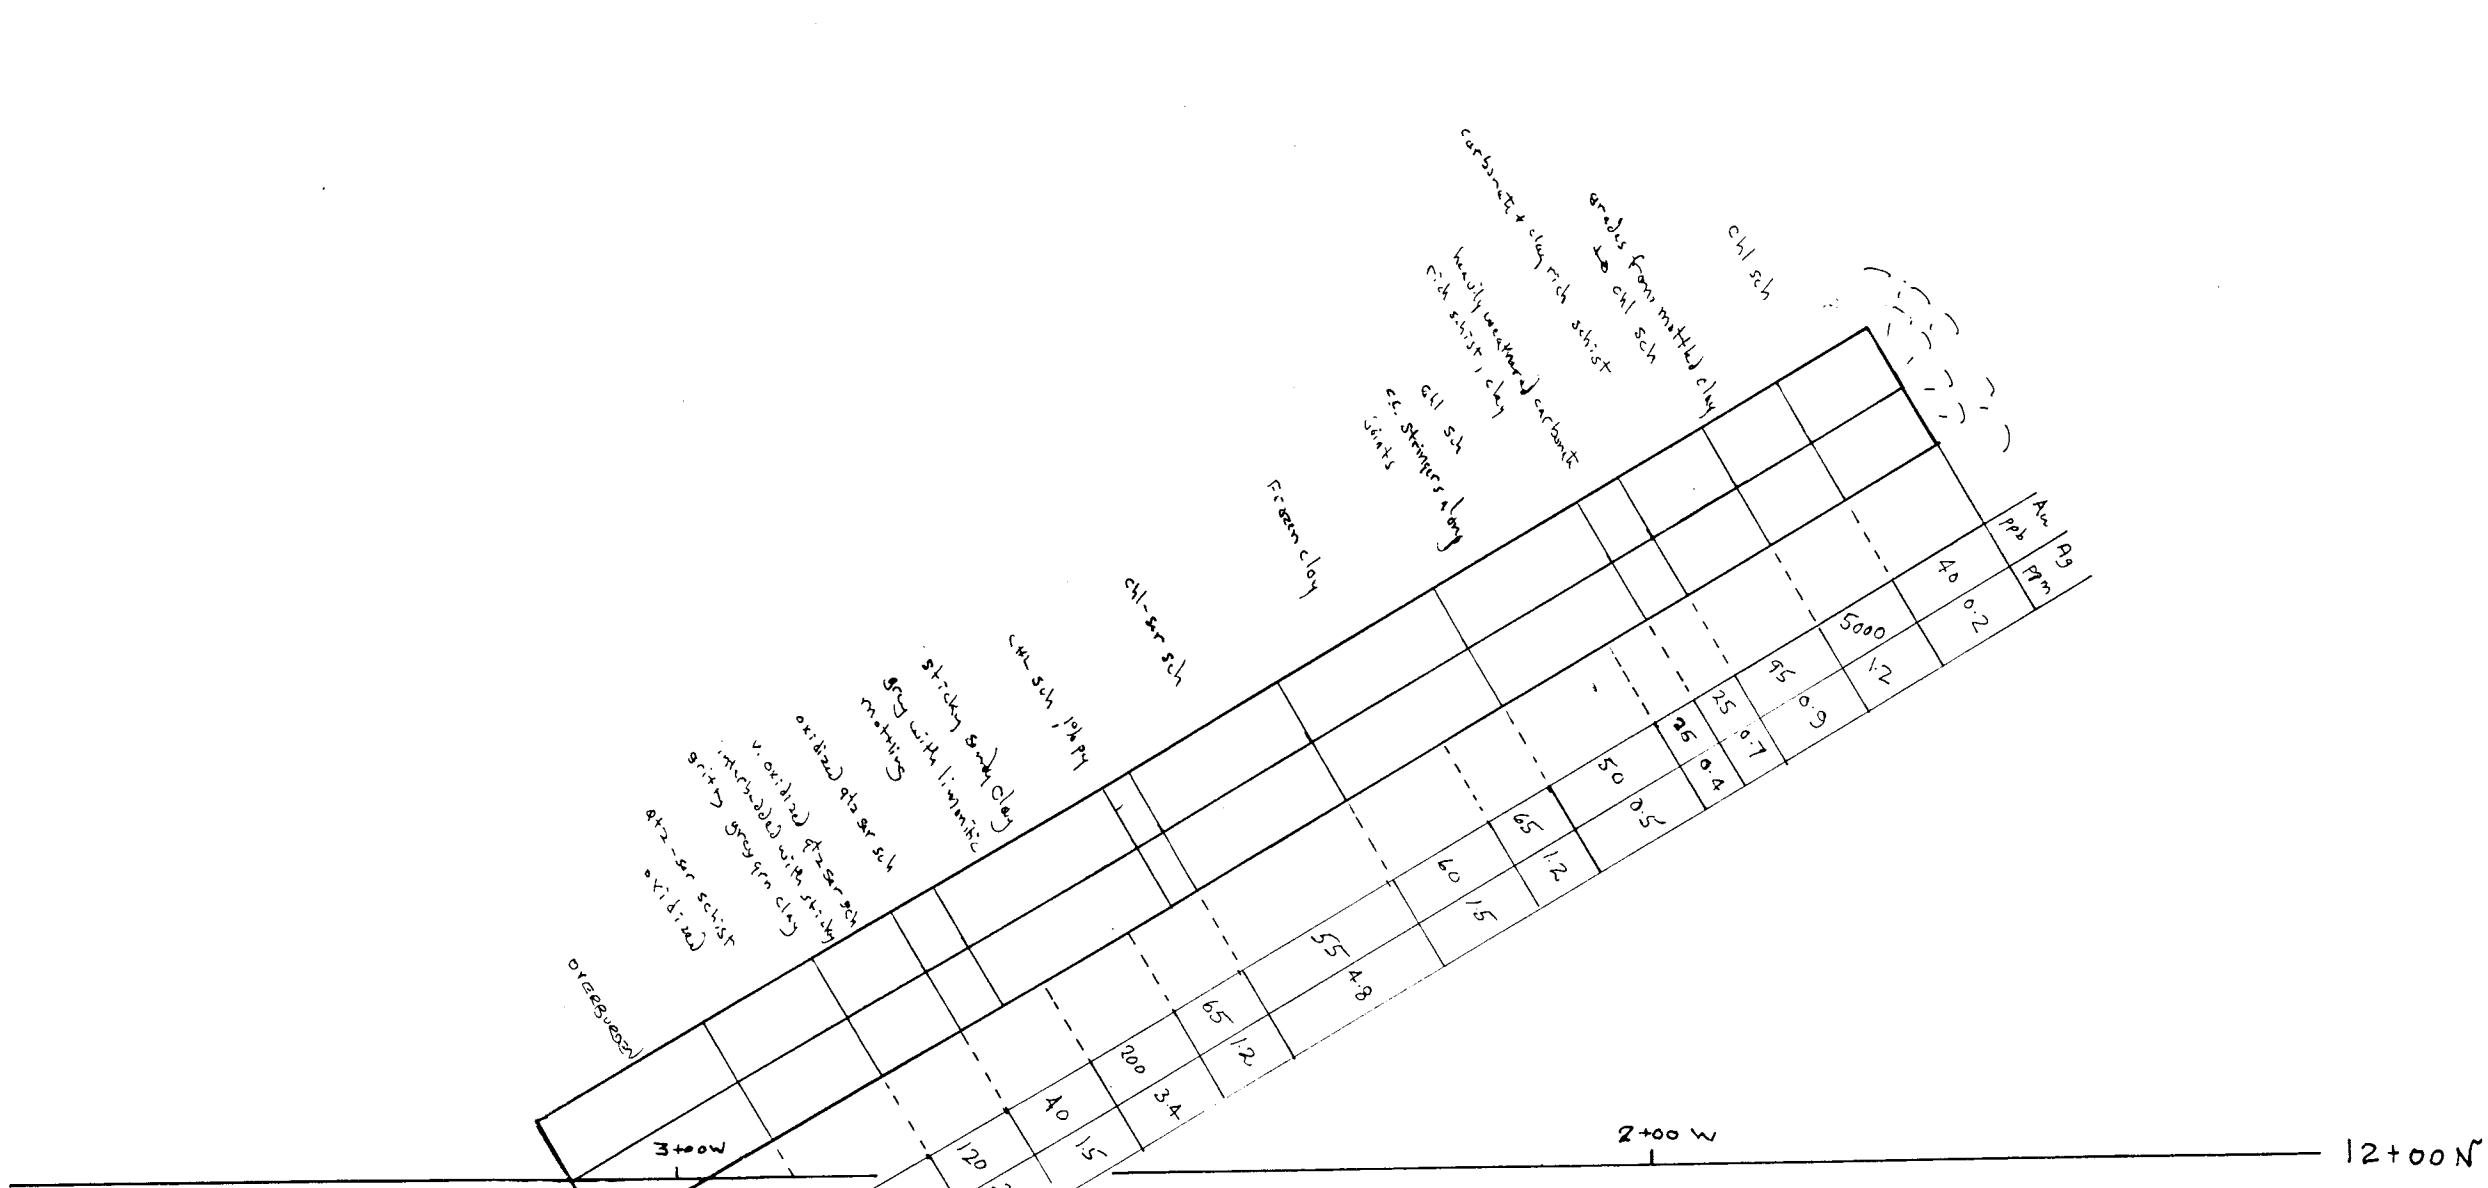 OVERBURDEN
qtz-ser schist
oxidized
v. oxidized qtz ser sch
interbedded with sticky
gritty grey grn clay
oxidized qtz ser sch
sticky sandy clay
grey with limonitic
mottling
sch, 10% py
chl-ser sch
Frozen clay
chl sch
stringers along
joints
heavily weathered carbonate
rich schist, clay
carbonate + clay rich schist
grades from mottled clay
to chl sch
chl sch
Au
ppb
Ag
ppm
40
0.2
5000
1.2
95
0.9
25
0.7
25
0.4
50
0.5
65
1.2
60
1.5
55
4.8
65
1.2
200
3.4
40
1.5
120
3+00W
2+00 W
12+00N